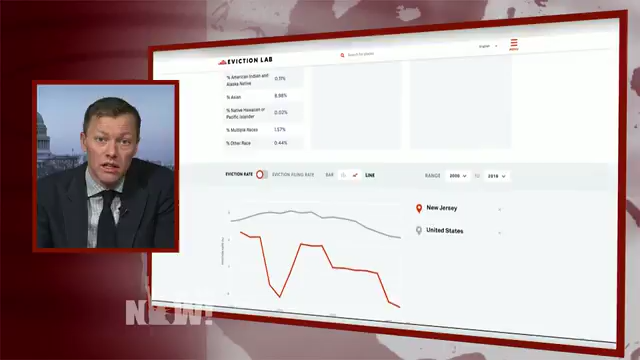 EVICTION LAB
Search for places
English
MENU
% American Indian and
Alaska Native 0.11%
% Asian 8.98%
% Native Hawaiian or
Pacific Islander 0.02%
% Multiple Races 1.57%
% Other Race 0.44%
EVICTION RATE EVICTION FILING RATE BAR LINE RANGE 2000 TO 2016
New Jersey
United States
NOW!